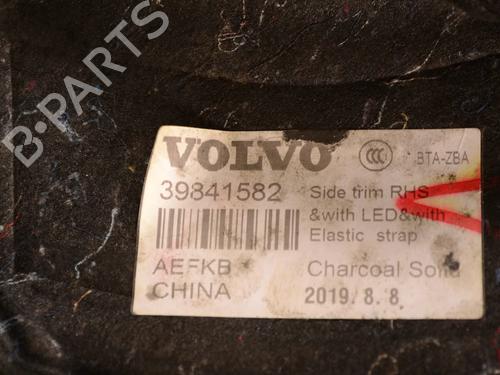 B-PARTS
VOLVO CCC BTA-ZBA
39841582 Side trim RHS
&with LED&with
Elastic strap
AEFKB Charcoal Solid
CHINA 2019.8.8.